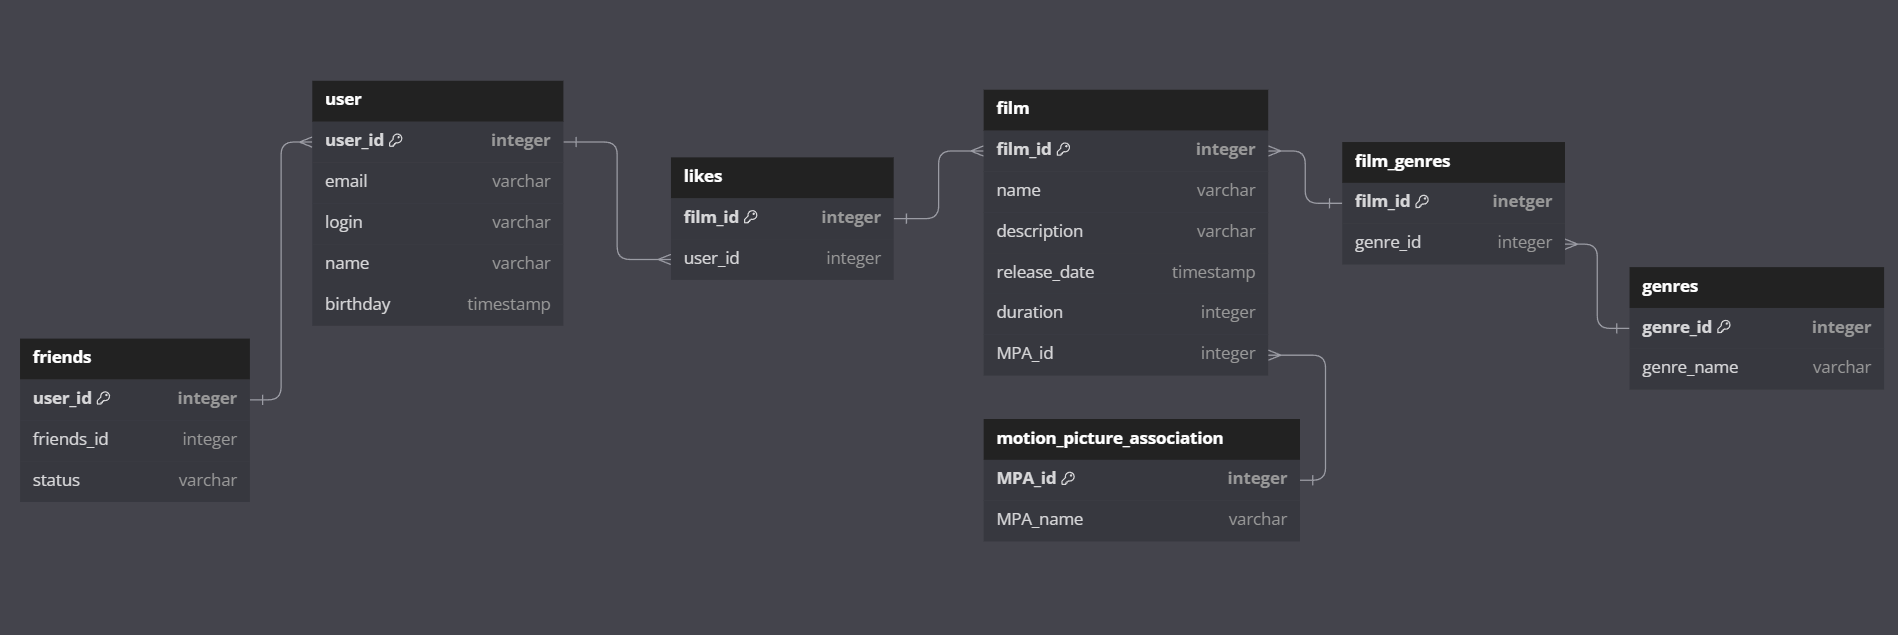 user
user_id integer
email varchar
login varchar
name varchar
birthday timestamp
friends
user_id integer
friends_id integer
status varchar
likes
film_id integer
user_id integer
film
film_id integer
name varchar
description varchar
release_date timestamp
duration integer
MPA_id integer
motion_picture_association
MPA_id integer
MPA_name varchar
film_genres
film_id inetger
genre_id integer
genres
genre_id integer
genre_name varchar